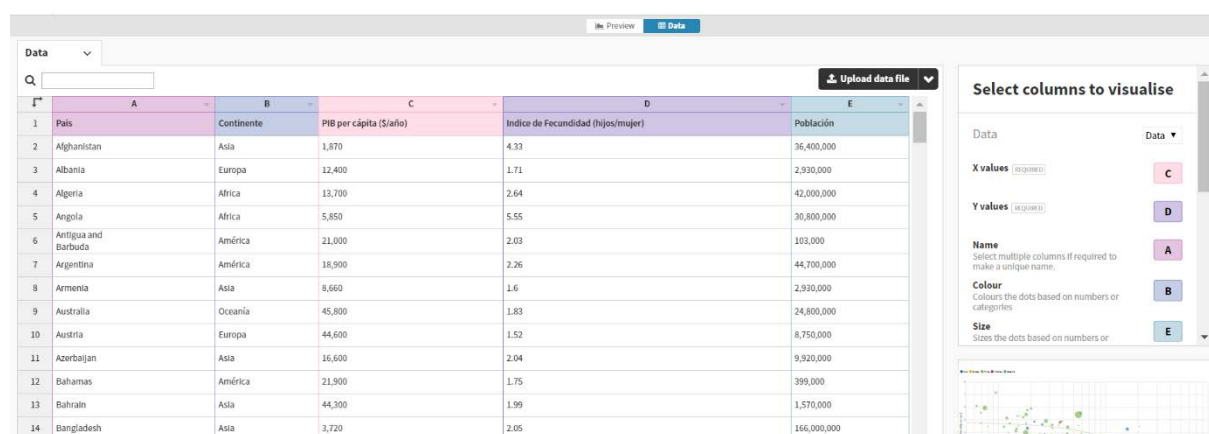 Preview Data
Data
Upload data file
A B C D E
1 País Continente PIB per cápita ($/año) Indice de Fecundidad (hijos/mujer) Población
2 Afghanistan Asia 1,870 4.33 36,400,000
3 Albania Europa 12,400 1.71 2,930,000
4 Algeria Africa 13,700 2.64 42,000,000
5 Angola Africa 5,850 5.55 30,800,000
6 Antigua and
Barbuda América 21,000 2.03 103,000
7 Argentina América 18,900 2.26 44,700,000
8 Armenia Asia 8,660 1.6 2,930,000
9 Australia Oceanía 45,800 1.83 24,800,000
10 Austria Europa 44,600 1.52 8,750,000
11 Azerbaijan Asia 16,600 2.04 9,920,000
12 Bahamas América 21,900 1.75 399,000
13 Bahrain Asia 44,300 1.99 1,570,000
14 Bangladesh Asia 3,720 2.05 166,000,000
Select columns to visualise
Data Data
X values REQUIRED C
Y values REQUIRED D
Name A
Select multiple columns if required to
make a unique name.
Colour B
Colours the dots based on numbers or
categories
Size E
Sizes the dots based on numbers or